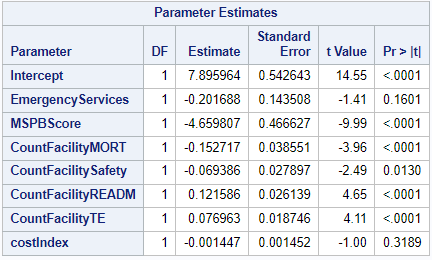 Parameter Estimates
Parameter DF Estimate Standard Error t Value Pr > |t|
Intercept 1 7.895964 0.542643 14.55 <.0001
EmergencyServices 1 -0.201688 0.143508 -1.41 0.1601
MSPBScore 1 -4.659807 0.466627 -9.99 <.0001
CountFacilityMORT 1 -0.152717 0.038551 -3.96 <.0001
CountFacilitySafety 1 -0.069386 0.027897 -2.49 0.0130
CountFacilityREADM 1 0.121586 0.026139 4.65 <.0001
CountFacilityTE 1 0.076963 0.018746 4.11 <.0001
costIndex 1 -0.001447 0.001452 -1.00 0.3189